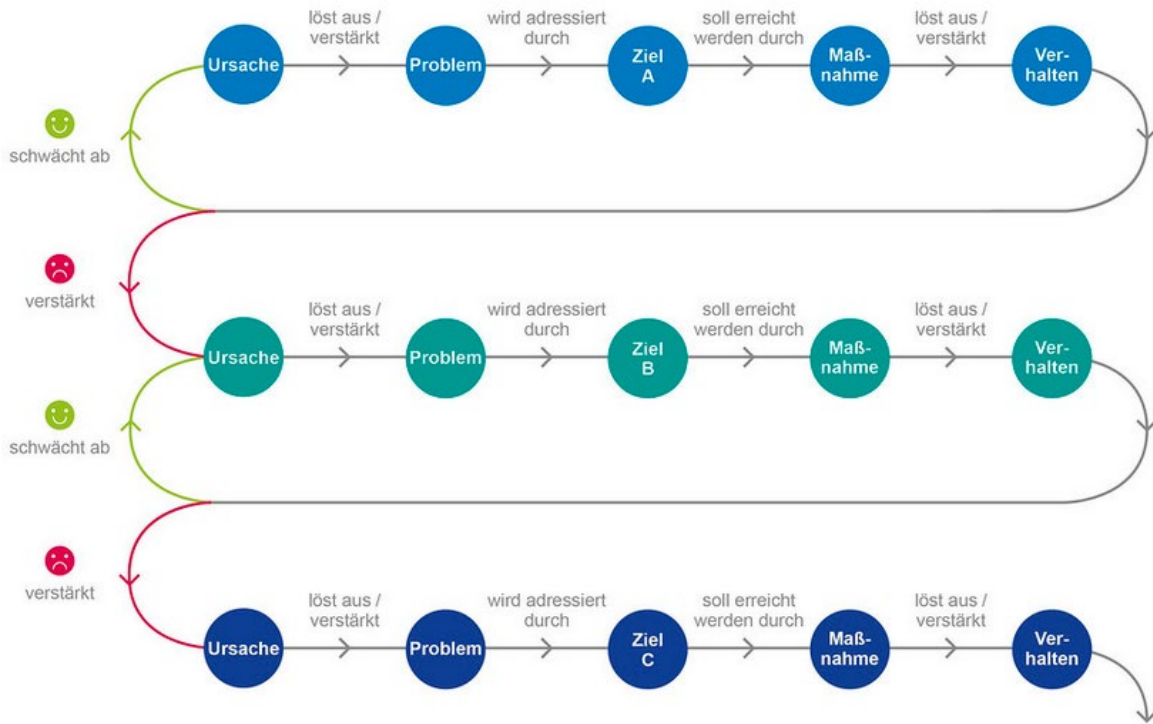 löst aus /
verstärkt
wird adressiert
durch
soll erreicht
werden durch
löst aus /
verstärkt
Ursache
Problem
Ziel
A
Maß-
nahme
Ver-
halten
schwächt ab
verstärkt
löst aus /
verstärkt
wird adressiert
durch
soll erreicht
werden durch
löst aus /
verstärkt
Ursache
Problem
Ziel
B
Maß-
nahme
Ver-
halten
schwächt ab
verstärkt
löst aus /
verstärkt
wird adressiert
durch
soll erreicht
werden durch
löst aus /
verstärkt
Ursache
Problem
Ziel
C
Maß-
nahme
Ver-
halten